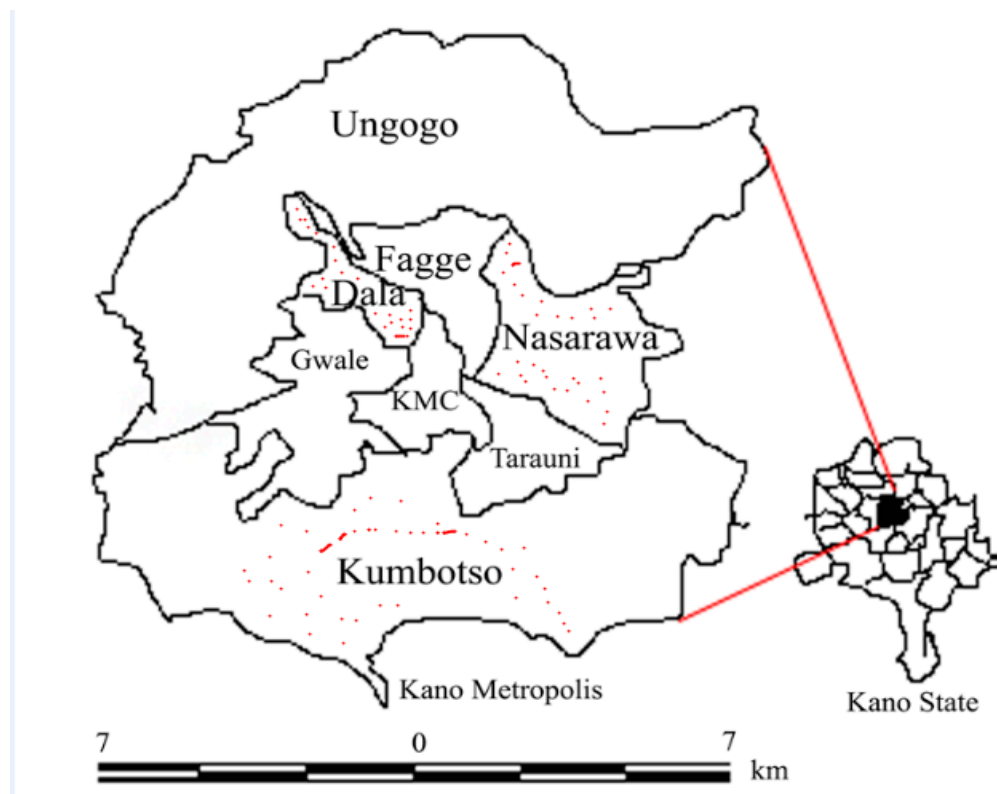 Ungogo
Fagge
Dala
Nasarawa
Gwale
KMC
Tarauni
Kumbotso
Kano Metropolis
Kano State
7 0 7
km